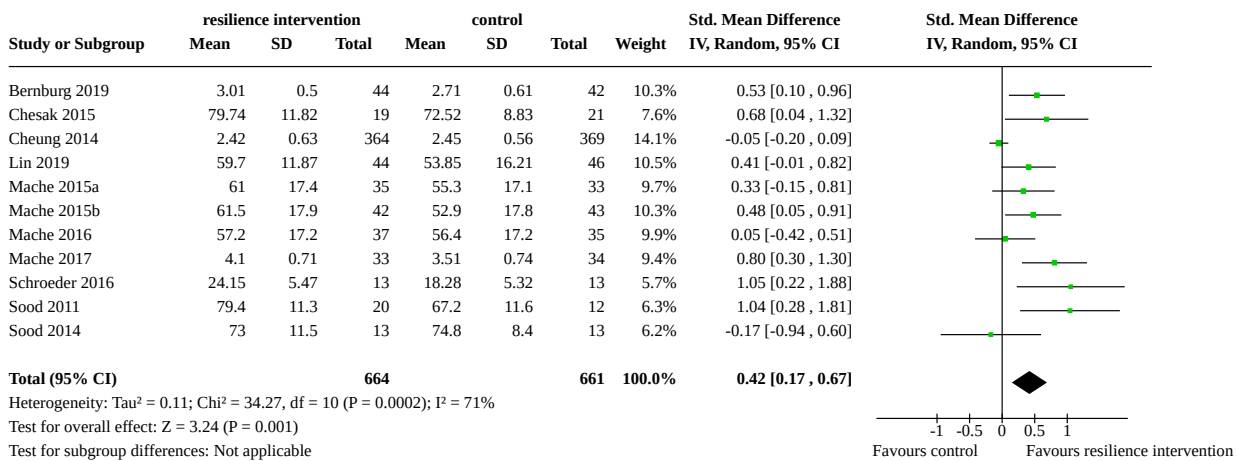 resilience intervention control Std. Mean Difference Std. Mean Difference
Study or Subgroup Mean SD Total Mean SD Total Weight IV, Random, 95% CI IV, Random, 95% CI
Bernburg 2019 3.01 0.5 44 2.71 0.61 42 10.3% 0.53 [0.10 , 0.96]
Chesak 2015 79.74 11.82 19 72.52 8.83 21 7.6% 0.68 [0.04 , 1.32]
Cheung 2014 2.42 0.63 364 2.45 0.56 369 14.1% -0.05 [-0.20 , 0.09]
Lin 2019 59.7 11.87 44 53.85 16.21 46 10.5% 0.41 [-0.01 , 0.82]
Mache 2015a 61 17.4 35 55.3 17.1 33 9.7% 0.33 [-0.15 , 0.81]
Mache 2015b 61.5 17.9 42 52.9 17.8 43 10.3% 0.48 [0.05 , 0.91]
Mache 2016 57.2 17.2 37 56.4 17.2 35 9.9% 0.05 [-0.42 , 0.51]
Mache 2017 4.1 0.71 33 3.51 0.74 34 9.4% 0.80 [0.30 , 1.30]
Schroeder 2016 24.15 5.47 13 18.28 5.32 13 5.7% 1.05 [0.22 , 1.88]
Sood 2011 79.4 11.3 20 67.2 11.6 12 6.3% 1.04 [0.28 , 1.81]
Sood 2014 73 11.5 13 74.8 8.4 13 6.2% -0.17 [-0.94 , 0.60]
Total (95% CI) 664 661 100.0% 0.42 [0.17 , 0.67]
Heterogeneity: Tau² = 0.11; Chi² = 34.27, df = 10 (P = 0.0002); I² = 71%
Test for overall effect: Z = 3.24 (P = 0.001) -1 -0.5 0 0.5 1
Test for subgroup differences: Not applicable Favours control Favours resilience intervention